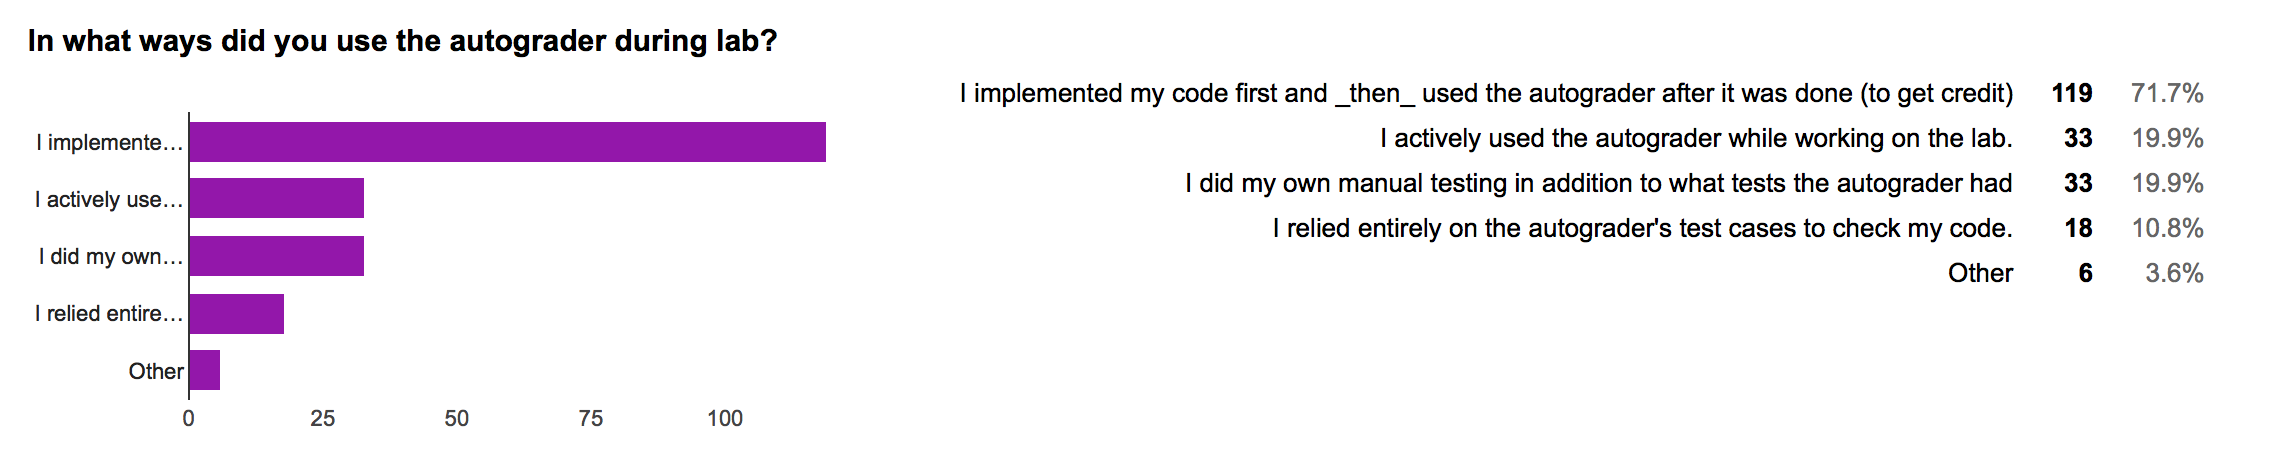 In what ways did you use the autograder during lab?
I implemente…
I actively use…
I did my own…
I relied entire…
Other
0 25 50 75 100
I implemented my code first and _then_ used the autograder after it was done (to get credit) 119 71.7%
I actively used the autograder while working on the lab. 33 19.9%
I did my own manual testing in addition to what tests the autograder had 33 19.9%
I relied entirely on the autograder's test cases to check my code. 18 10.8%
Other 6 3.6%